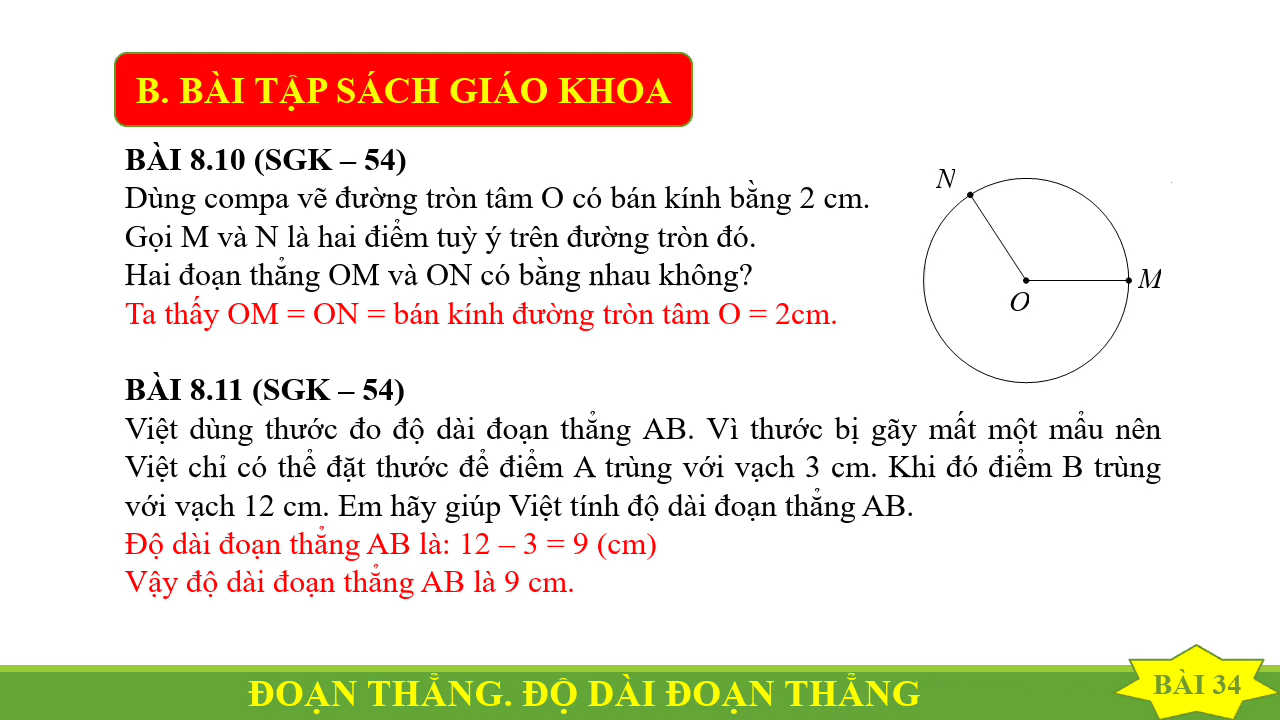 B. BÀI TẬP SÁCH GIÁO KHOA
BÀI 8.10 (SGK – 54)
Dùng compa vẽ đường tròn tâm O có bán kính bằng 2 cm.
Gọi M và N là hai điểm tuỳ ý trên đường tròn đó.
Hai đoạn thẳng OM và ON có bằng nhau không?
Ta thấy OM = ON = bán kính đường tròn tâm O = 2cm.
N
M
O
BÀI 8.11 (SGK – 54)
Việt dùng thước đo độ dài đoạn thẳng AB. Vì thước bị gãy mất một mẩu nên
Việt chỉ có thể đặt thước để điểm A trùng với vạch 3 cm. Khi đó điểm B trùng
với vạch 12 cm. Em hãy giúp Việt tính độ dài đoạn thẳng AB.
Độ dài đoạn thẳng AB là: 12 – 3 = 9 (cm)
Vậy độ dài đoạn thẳng AB là 9 cm.
ĐOẠN THẲNG. ĐỘ DÀI ĐOẠN THẲNG
BÀI 34